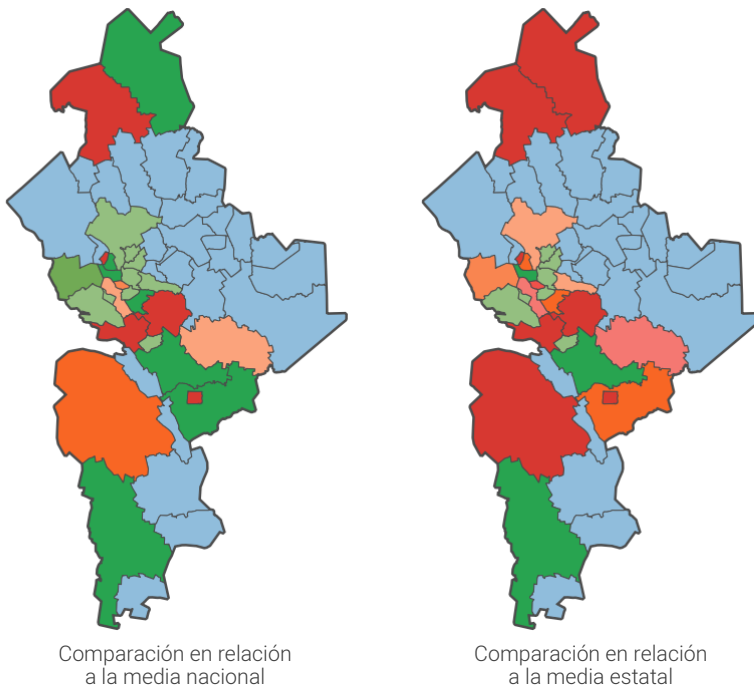 Comparación en relación
a la media nacional
Comparación en relación
a la media estatal